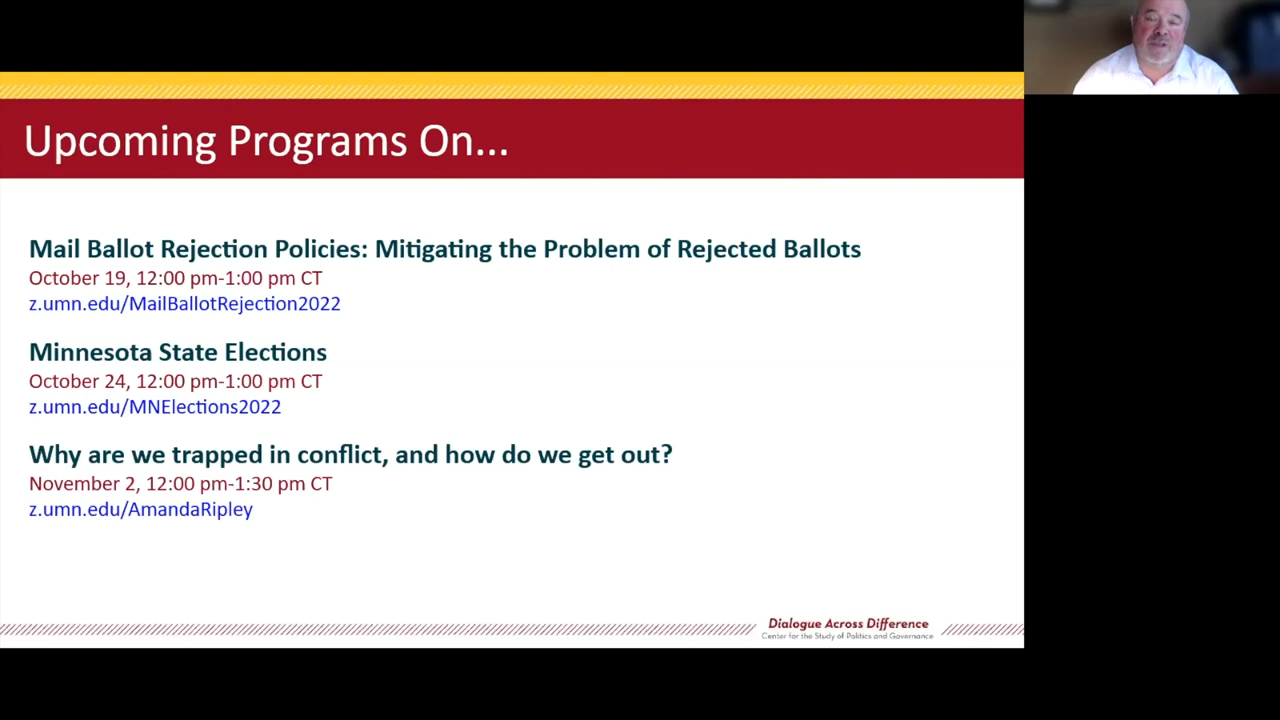 Upcoming Programs On...
Mail Ballot Rejection Policies: Mitigating the Problem of Rejected Ballots
October 19, 12:00 pm-1:00 pm CT
z.umn.edu/MailBallotRejection2022
Minnesota State Elections
October 24, 12:00 pm-1:00 pm CT
z.umn.edu/MNElections2022
Why are we trapped in conflict, and how do we get out?
November 2, 12:00 pm-1:30 pm CT
z.umn.edu/AmandaRipley
Dialogue Across Difference
Center for the Study of Politics and Governance